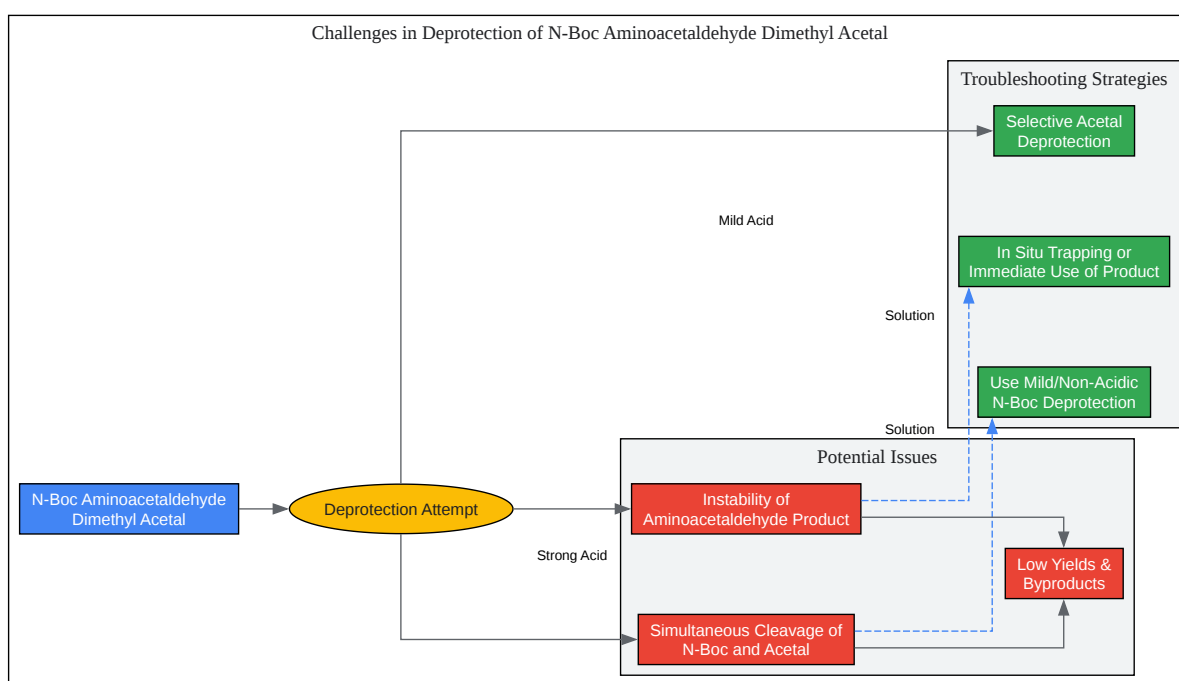 Challenges in Deprotection of N-Boc Aminoacetaldehyde Dimethyl Acetal
Troubleshooting Strategies
Selective Acetal
Deprotection
Mild Acid
In Situ Trapping or
Immediate Use of Product
Solution
Use Mild/Non-Acidic
N-Boc Deprotection
Solution
Potential Issues
N-Boc Aminoacetaldehyde
Dimethyl Acetal
Deprotection Attempt
Instability of
Aminoacetaldehyde Product
Strong Acid
Low Yields &
Byproducts
Simultaneous Cleavage of
N-Boc and Acetal